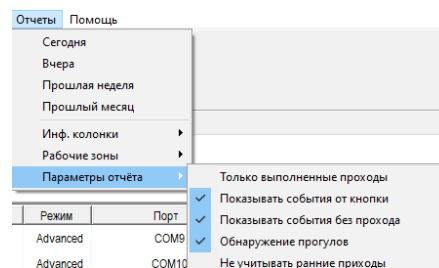 Отчеты Помощь
Сегодня
Вчера
Прошлая неделя
Прошлый месяц
Инф. колонки
Рабочие зоны
Параметры отчёта
Только выполненные проходы
Показывать события от кнопки
Показывать события без прохода
Обнаружение прогулов
Не учитывать ранние приходы
Режим Порт
Advanced COM9
Advanced COM10